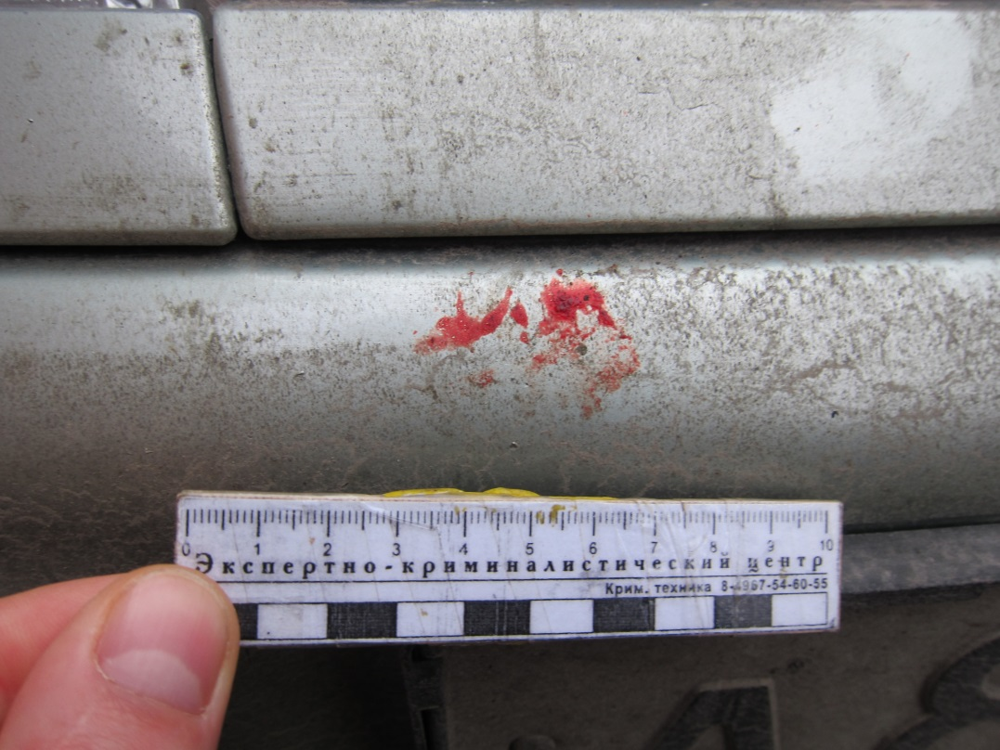 0 1 2 3 4 5 6 7 8 9 10
Экспертно-криминалистический центр
Крим. техника 8-4967-54-60-55